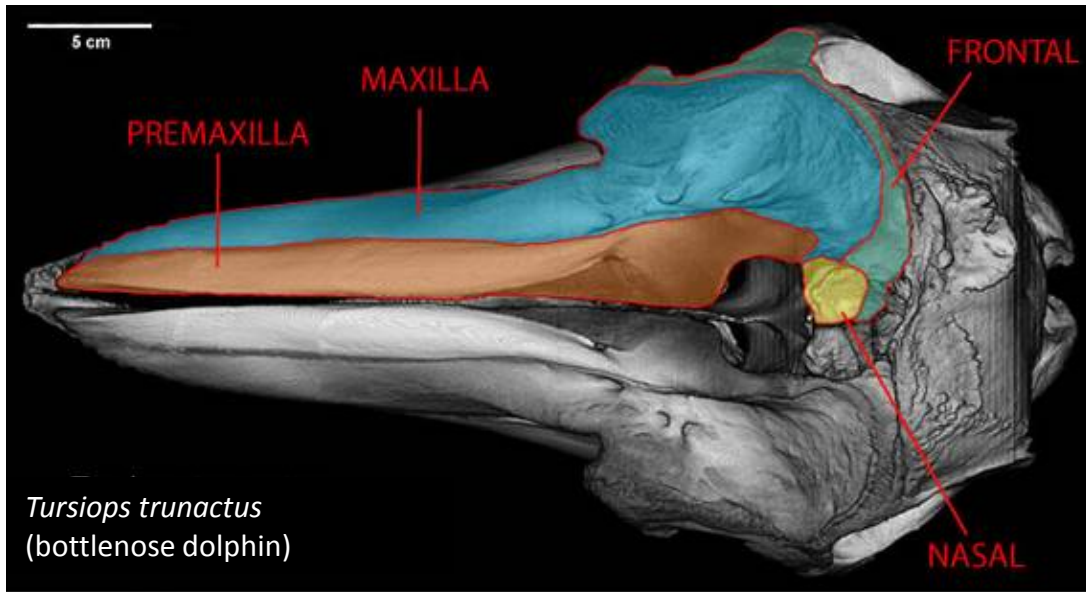 5 cm
FRONTAL
MAXILLA
PREMAXILLA
NASAL
Tursiops trunactus
(bottlenose dolphin)